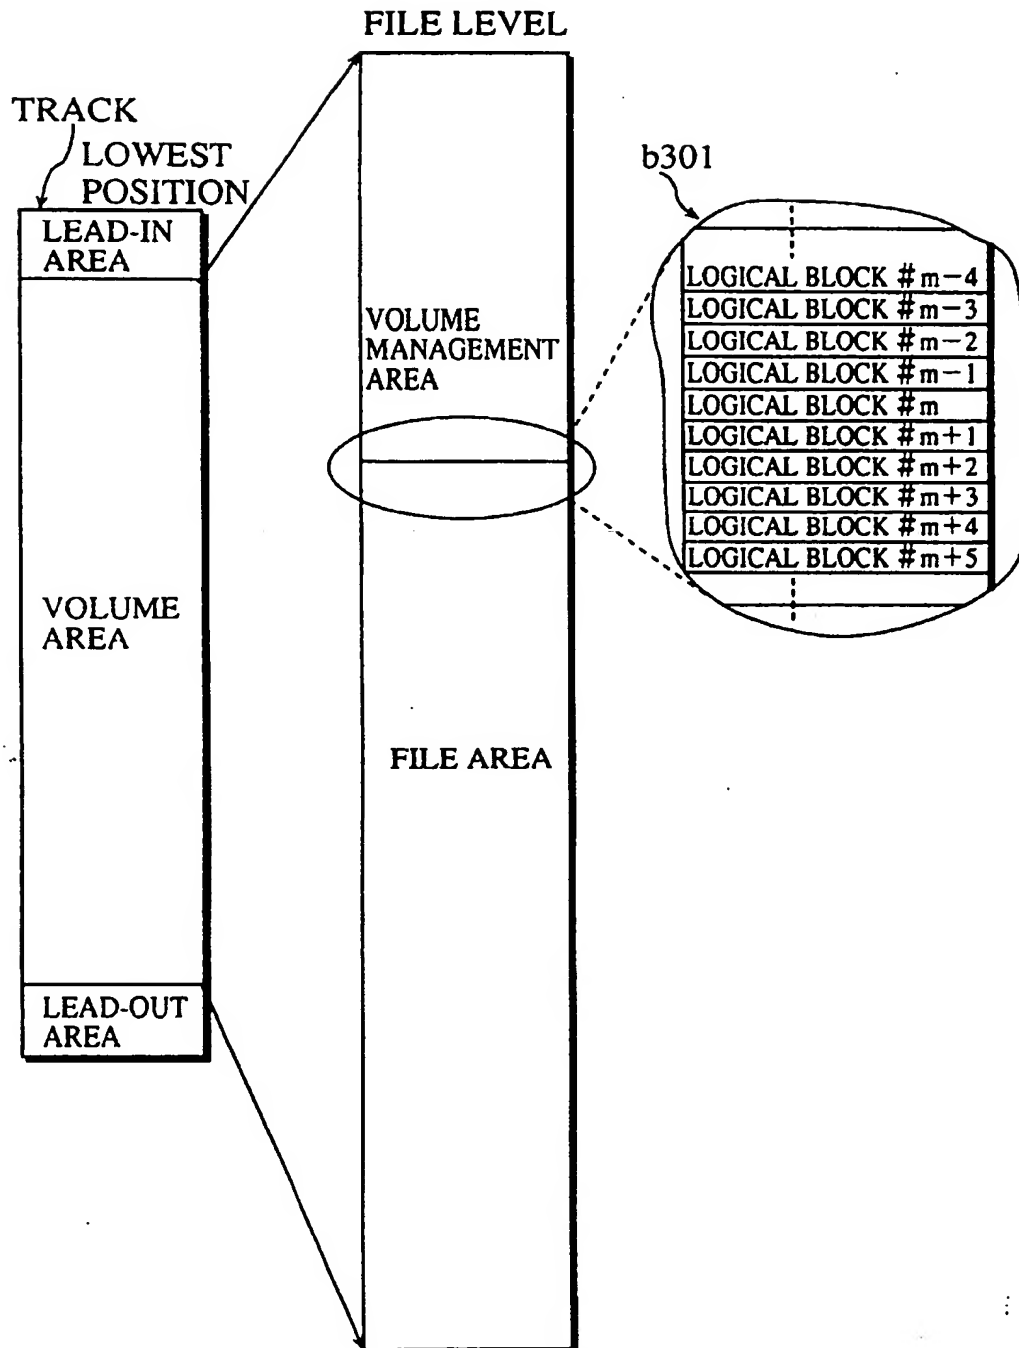 FILE LEVEL
TRACK
LOWEST
POSITION
LEAD-IN
AREA
VOLUME
AREA
LEAD-OUT
AREA
VOLUME
MANAGEMENT
AREA
FILE AREA
b301
LOGICAL BLOCK #m-4
LOGICAL BLOCK #m-3
LOGICAL BLOCK #m-2
LOGICAL BLOCK #m-1
LOGICAL BLOCK #m
LOGICAL BLOCK #m+1
LOGICAL BLOCK #m+2
LOGICAL BLOCK #m+3
LOGICAL BLOCK #m+4
LOGICAL BLOCK #m+5